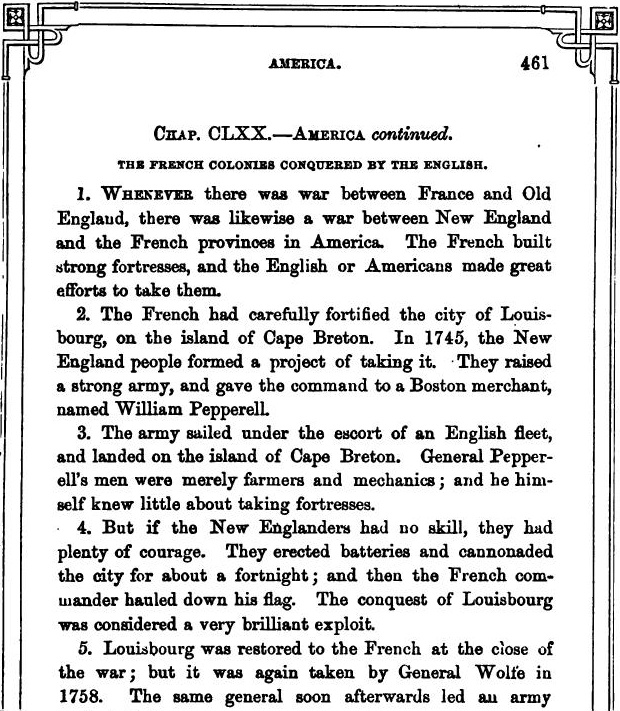 AMERICA. 461
CHAP. CLXX.—AMERICA continued.
THE FRENCH COLONIES CONQUERED BY THE ENGLISH.
1. WHENEVER there was war between France and Old
England, there was likewise a war between New England
and the French provinces in America. The French built
strong fortresses, and the English or Americans made great
efforts to take them.
2. The French had carefully fortified the city of Louis-
bourg, on the island of Cape Breton. In 1745, the New
England people formed a project of taking it. They raised
a strong army, and gave the command to a Boston merchant,
named William Pepperell.
3. The army sailed under the escort of an English fleet,
and landed on the island of Cape Breton. General Pepper-
ell's men were merely farmers and mechanics; and he him-
self knew little about taking fortresses.
4. But if the New Englanders had no skill, they had
plenty of courage. They erected batteries and cannonaded
the city for about a fortnight; and then the French com-
mander hauled down his flag. The conquest of Louisbourg
was considered a very brilliant exploit.
5. Louisbourg was restored to the French at the close of
the war; but it was again taken by General Wolfe in
1758. The same general soon afterwards led an army